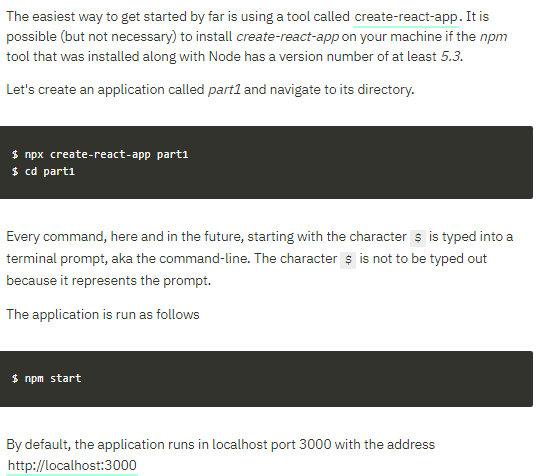 The easiest way to get started by far is using a tool called create-react-app. It is
possible (but not necessary) to install create-react-app on your machine if the npm
tool that was installed along with Node has a version number of at least 5.3.
Let's create an application called part1 and navigate to its directory.
$ npx create-react-app part1
$ cd part1
Every command, here and in the future, starting with the character $ is typed into a
terminal prompt, aka the command-line. The character $ is not to be typed out
because it represents the prompt.
The application is run as follows
$ npm start
By default, the application runs in localhost port 3000 with the address
http://localhost:3000